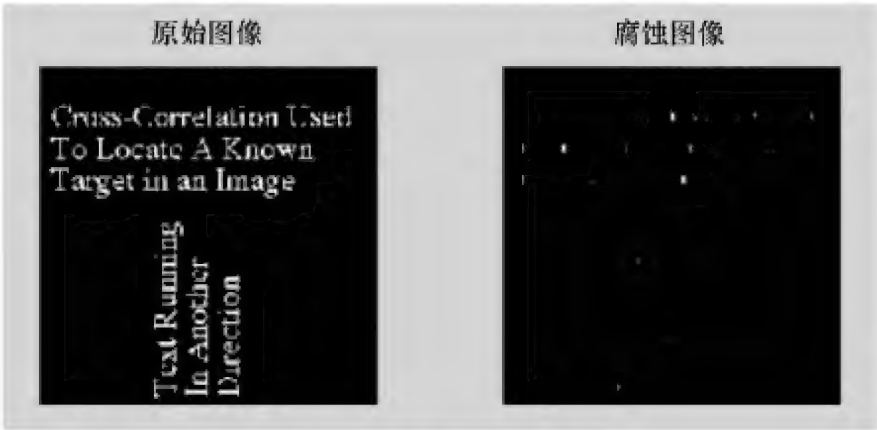 原始图像
腐蚀图像
Cross-Correlation Used
To Locate A Known
Target in an Image
Text Running
In Another
Direction